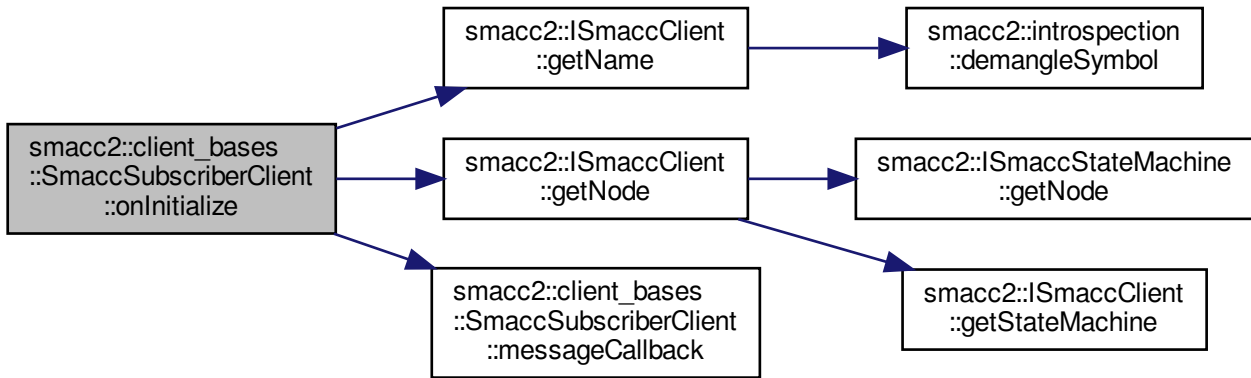 smacc2::client_bases
::SmaccSubscriberClient
::onInitialize
smacc2::ISmaccClient
::getName
smacc2::introspection
::demangleSymbol
smacc2::ISmaccClient
::getNode
smacc2::ISmaccStateMachine
::getNode
smacc2::ISmaccClient
::getStateMachine
smacc2::client_bases
::SmaccSubscriberClient
::messageCallback